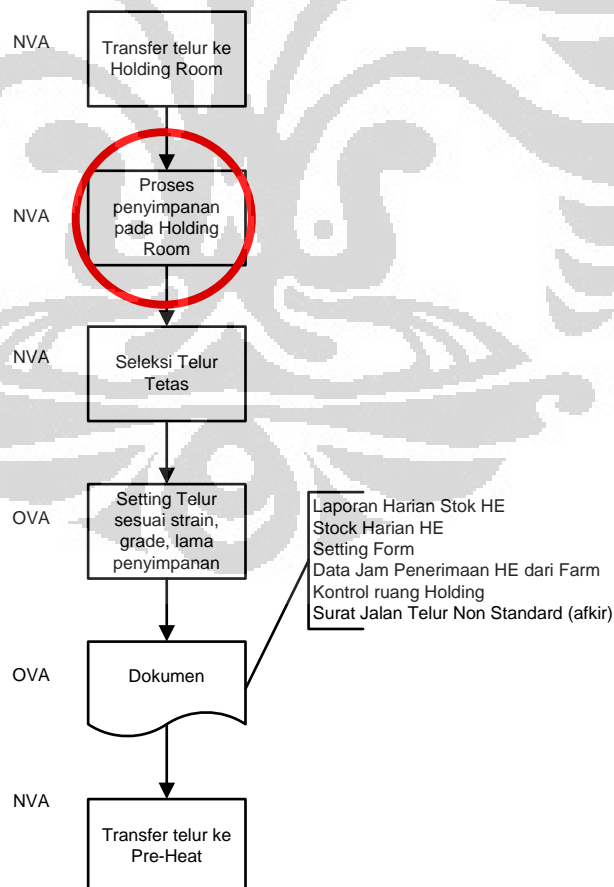 NVA
Transfer telur ke
Holding Room
NVA
Proses
penyimpanan
pada Holding
Room
NVA
Seleksi Telur
Tetas
OVA
Setting Telur
sesuai strain,
grade, lama
penyimpanan
Laporan Harian Stok HE
Stock Harian HE
Setting Form
Data Jam Penerimaan HE dari Farm
Kontrol ruang Holding
Surat Jalan Telur Non Standard (afkir)
OVA
Dokumen
NVA
Transfer telur ke
Pre-Heat